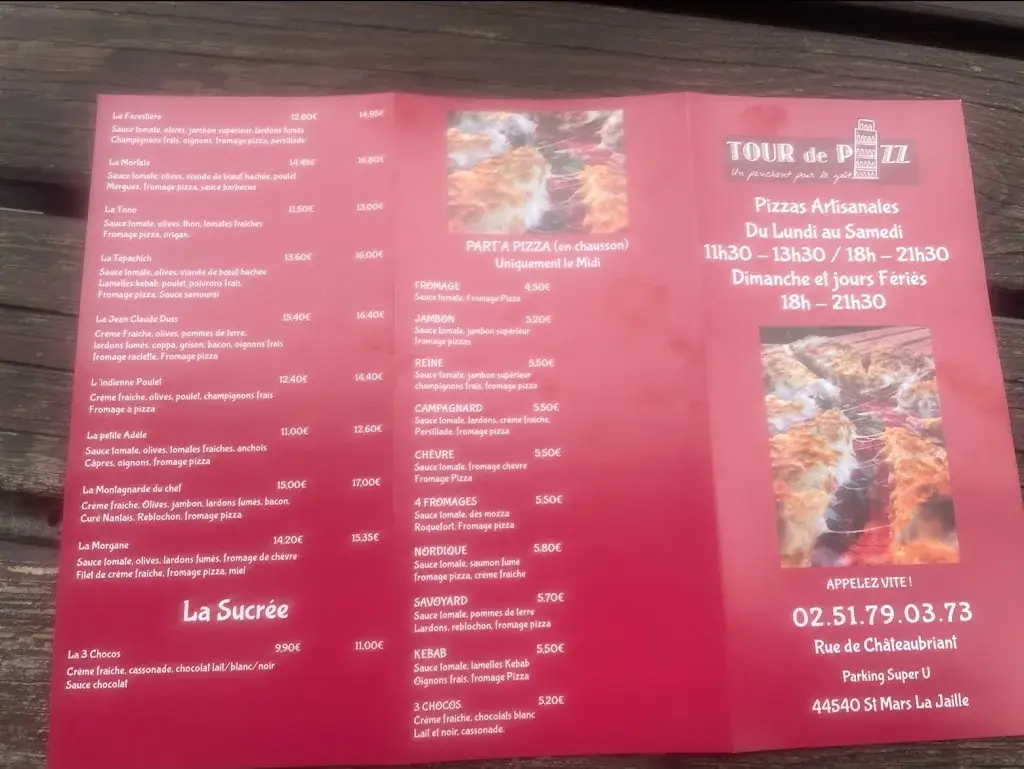 La Forestière 12.80€ 14.95€
Sauce tomate, olives, jambon supérieur, lardons fumés
Champignons frais, oignons, fromage pizza, persillade
La Morfale 14.45€ 16.80€
Sauce tomate, olives, viande de bœuf hachée, poulet
Merguez, fromage pizza, sauce barbecue
La Tono 11.50€ 13.00€
Sauce tomate, olives, thon, tomates fraîches
Fromage pizza, origan.
La Tepachich 13.60€ 16.00€
Sauce tomate, olives, viande de bœuf hachée
Lamelles kebab, poulet, poivrons frais.
Fromage pizza, Sauce samouraï
Le Jean Claude Duss 15.40€ 16.40€
Crème Fraiche, olives, pommes de terre,
lardons fumés, coppa, grison, bacon, oignons frais
fromage raclette, Fromage pizza
L'indienne Poulet 12.40€ 14.40€
Crème fraiche, olives, poulet, champignons frais
Fromage à pizza
La petite Adèle 11.00€ 12.60€
Sauce tomate, olives, tomates fraiches, anchois
Câpres, oignons, fromage pizza
La Montagnarde du chef 15.00€ 17.00€
Crème fraiche, Olives, jambon, lardons fumés, bacon,
Curé Nantais, Reblochon, fromage pizza
La Morgane 14.20€ 15.35€
Sauce tomate, olives, lardons fumés, fromage de chèvre
Filet de crème fraiche, fromage pizza, miel
La Sucrée
La 3 Chocos 9.90€ 11.00€
Crème fraiche, cassonade, chocolat lait/blanc/noir
Sauce chocolat
PART'A PIZZA (en chausson)
Uniquement le Midi
FROMAGE 4,50€
Sauce tomate, Fromage Pizza
JAMBON 5,20€
Sauce tomate, jambon supérieur
fromage pizzas
REINE 5,50€
Sauce tomate, jambon supérieur
champignons frais, fromage pizza
CAMPAGNARD 5,50€
Sauce tomate, lardons, crème fraiche,
Persillade, fromage pizza
CHÈVRE 5,50€
Sauce tomate, fromage chèvre
Fromage Pizza
4 FROMAGES 5,50€
Sauce tomate, dés mozza
Roquefort, Fromage pizza
NORDIQUE 5,80€
Sauce tomate, saumon fumé
fromage pizza, crème fraiche
SAVOYARD 5,70€
Sauce tomate, pommes de terre
Lardons, reblochon, fromage pizza
KEBAB 5,50€
Sauce tomate, lamelles Kebab
Oignons frais, fromage Pizza
3 CHOCOS 5,20€
Crème fraiche, chocolats blanc
Lait et noir, cassonade.
TOUR de PIZZ
Un penchant pour le goût
Pizzas Artisanales
Du Lundi au Samedi
11h30 – 13h30 / 18h – 21h30
Dimanche et jours Fériés
18h – 21h30
APPELEZ VITE !
02.51.79.03.73
Rue de Châteaubriant
Parking Super U
44540 St Mars La Jaille